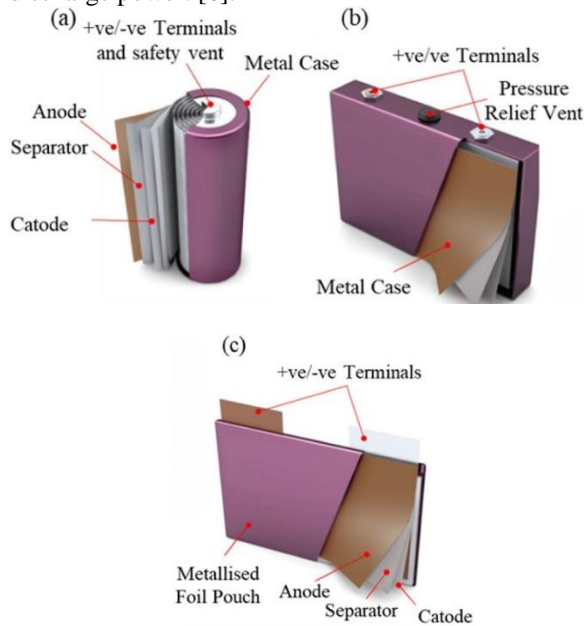 (a)
+ve/-ve Terminals
and safety vent
Metal Case
Anode
Separator
Catode
(b)
+ve/ve Terminals
Pressure
Relief Vent
Metal Case
(c)
+ve/-ve Terminals
Metallised
Foil Pouch
Anode
Separator
Catode